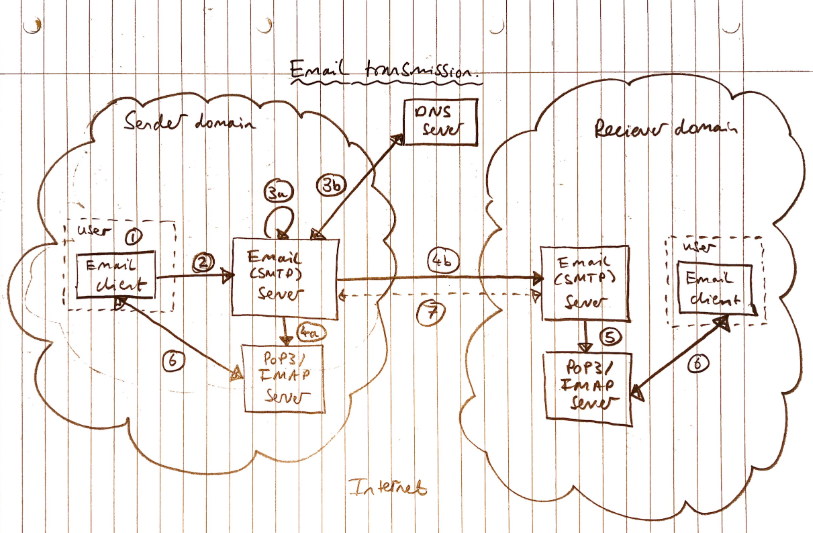 Email transmission.
Sender domain
DNS
Server
Reciever domain
3a
3b
user
1
Email
client
2
Email
(SMTP)
Server
4b
7
Email
(SMTP)
Server
user
Email
client
4a
6
POP3/
IMAP
Server
5
POP3/
IMAP
Server
6
Internet